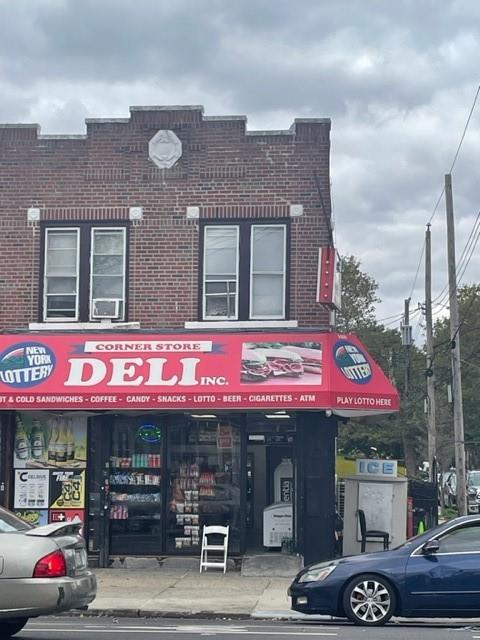 CORNER STORE
NEW
YORK
LOTTERY
DELI INC.
NEW
YORK
LOTTERY
T & COLD SANDWICHES - COFFEE - CANDY - SNACKS - LOTTO - BEER - CIGARETTES - ATM
PLAY LOTTO HERE
ICE
CELSIUS